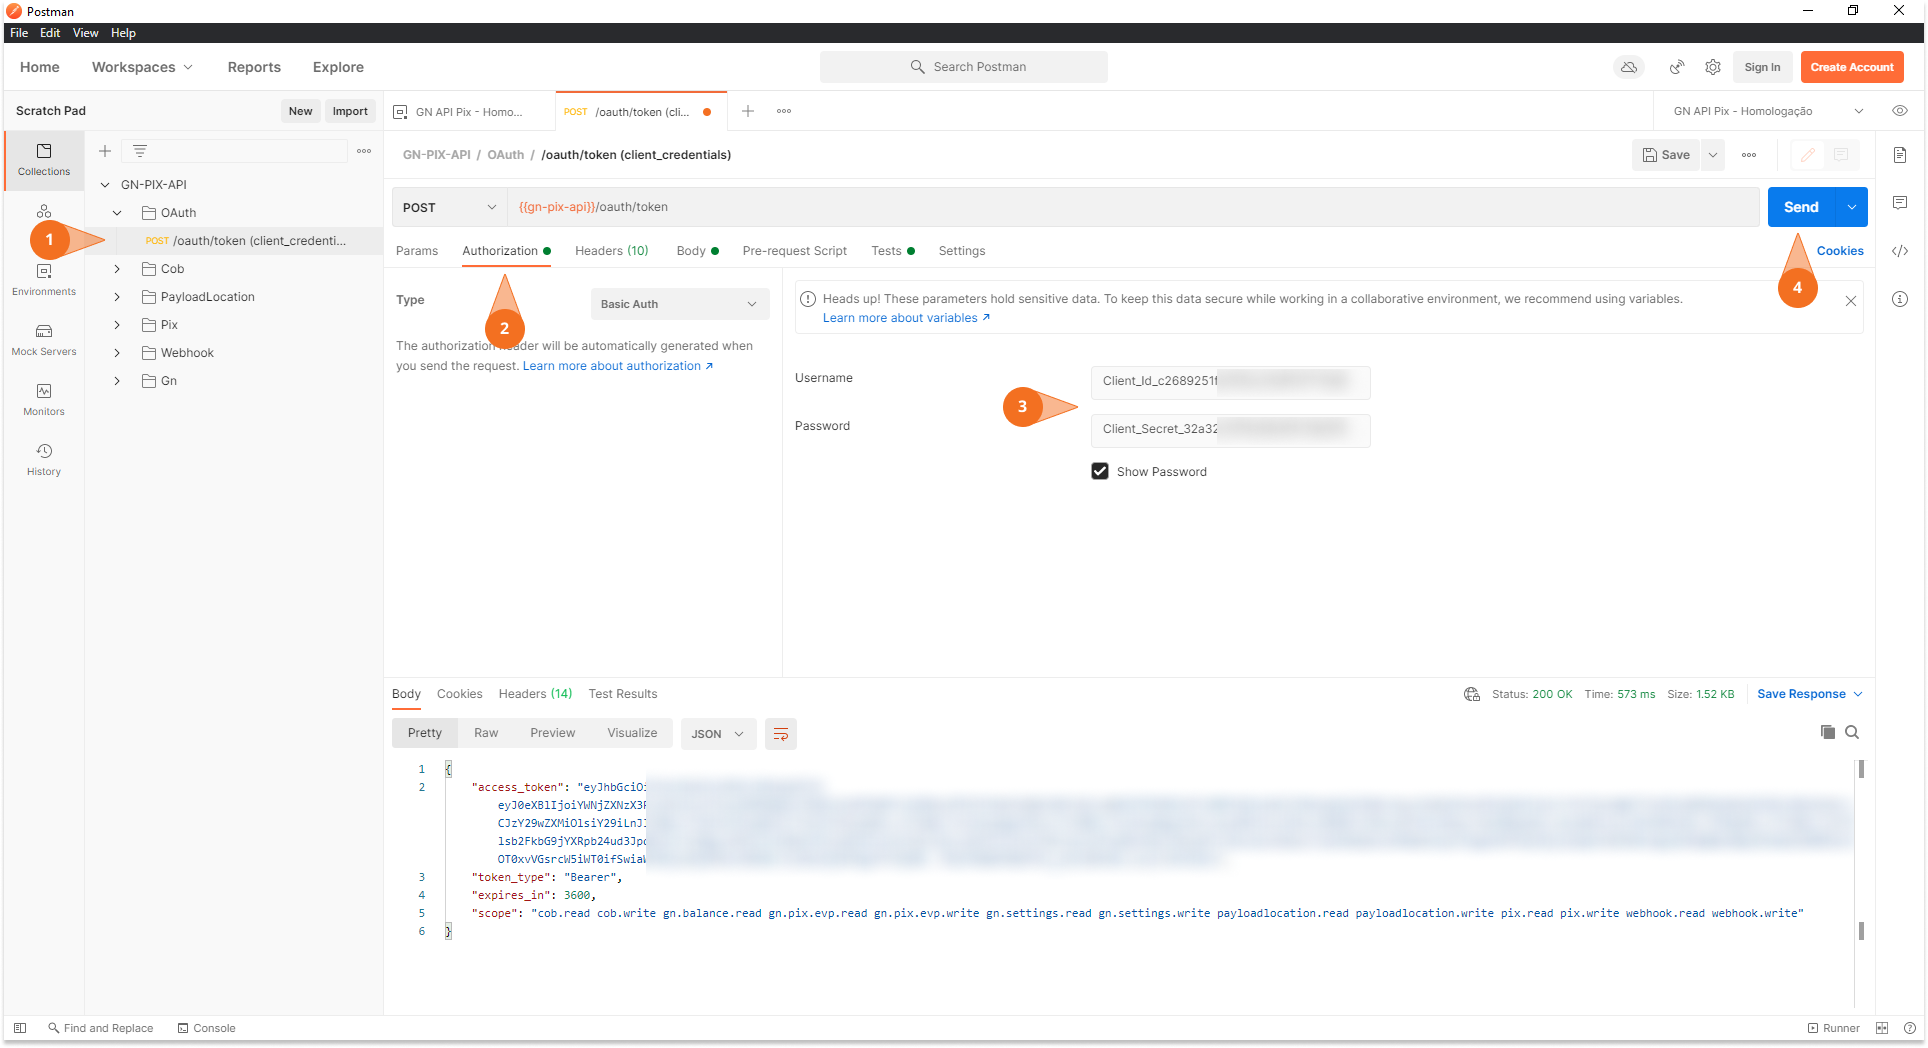 Postman
File Edit View Help
Home Workspaces Reports Explore
Search Postman
Sign In Create Account
Scratch Pad New Import
GN API Pix - Homo... POST /oauth/token (cli... GN API Pix - Homologação
Collections
GN-PIX-API
OAuth
POST /oauth/token (client_credenti...
Cob
PayloadLocation
Pix
Webhook
Gn
Environments
Mock Servers
Monitors
History
1
GN-PIX-API / OAuth / /oauth/token (client_credentials) Save
POST {{gn-pix-api}}/oauth/token Send
Params Authorization Headers (10) Body Pre-request Script Tests Settings Cookies
2
4
Type Basic Auth
The authorization header will be automatically generated when
you send the request. Learn more about authorization ↗
Heads up! These parameters hold sensitive data. To keep this data secure while working in a collaborative environment, we recommend using variables.
Learn more about variables ↗
Username Client_Id_c2689251f
3
Password Client_Secret_32a32
Show Password
Body Cookies Headers (14) Test Results Status: 200 OK Time: 573 ms Size: 1.52 KB Save Response
Pretty Raw Preview Visualize JSON
1 {
2 "access_token": "eyJhbGciOi
eyJ0eXBlIjoiYWNjZXNzX3R
CJzY29wZXMiOlsiY29iLnJl
lsb2FkbG9jYXRpb24ud3Jpd
OT0xvVGsrcW5iWT0ifSwiaW
3 "token_type": "Bearer",
4 "expires_in": 3600,
5 "scope": "cob.read cob.write gn.balance.read gn.pix.evp.read gn.pix.evp.write gn.settings.read gn.settings.write payloadlocation.read payloadlocation.write pix.read pix.write webhook.read webhook.write"
6 }
Find and Replace Console Runner